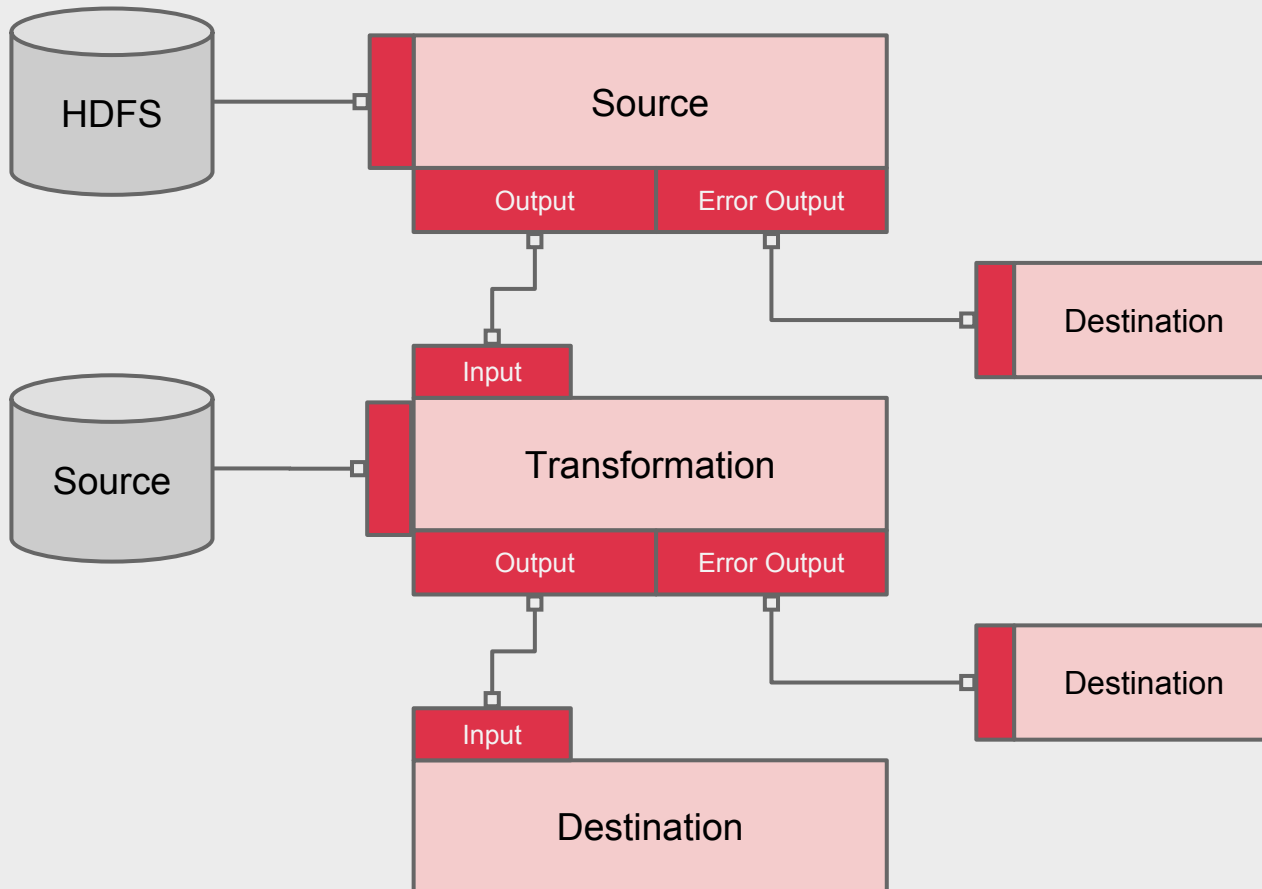 HDFS
Source
Output
Error Output
Destination
Input
Source
Transformation
Output
Error Output
Destination
Input
Destination